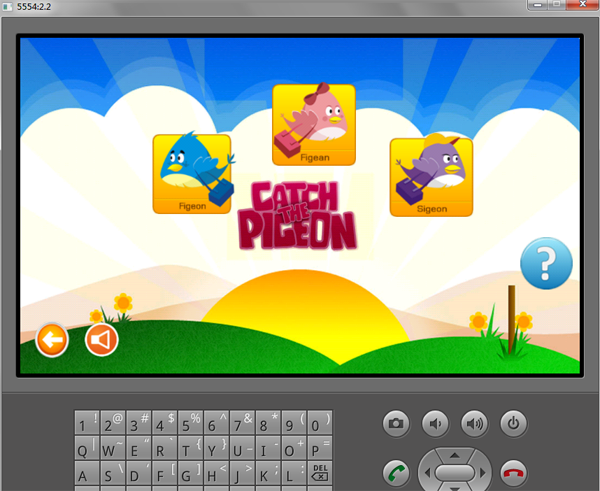 5554:2.2
Figean
Figeon
Sigeon
CATCH
THE
PIGEON
?
1 ! 2 @ 3 # 4 $ 5 % 6 ^ 7 & 8 * 9 ( 0 )
Q | W ~ E " R ` T { Y } U _ I - O + P =
A S \ D ' F [ G ] H < J > K ; L : DEL